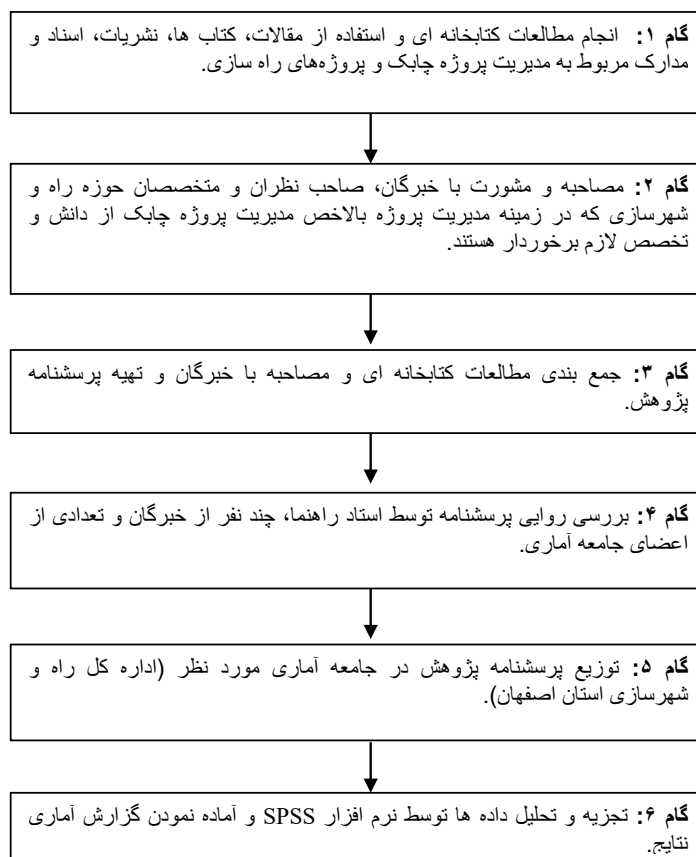 گام ۱: انجام مطالعات کتابخانه ای و استفاده از مقالات، کتاب ها، نشریات، اسناد و
مدارک مربوط به مدیریت پروژه چابک و پروژه‌های راه سازی.
گام ۲: مصاحبه و مشورت با خبرگان، صاحب نظران و متخصصان حوزه راه و
شهرسازی که در زمینه مدیریت پروژه بالاخص مدیریت پروژه چابک از دانش و
تخصص لازم برخوردار هستند.
گام ۳: جمع بندی مطالعات کتابخانه ای و مصاحبه با خبرگان و تهیه پرسشنامه
پژوهش.
گام ۴: بررسی روایی پرسشنامه توسط استاد راهنما، چند نفر از خبرگان و تعدادی از
اعضای جامعه آماری.
گام ۵: توزیع پرسشنامه پژوهش در جامعه آماری مورد نظر (اداره کل راه و
شهرسازی استان اصفهان).
گام ۶: تجزیه و تحلیل داده ها توسط نرم افزار SPSS و آماده نمودن گزارش آماری
نتایج.